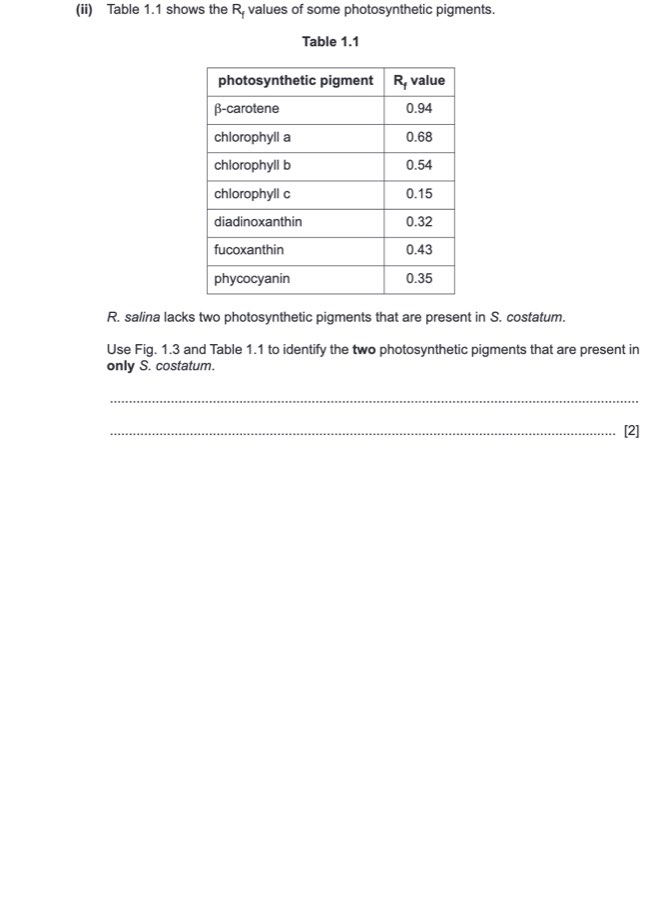 (ii) Table 1.1 shows the Rf values of some photosynthetic pigments.
Table 1.1
photosynthetic pigment Rf value
β-carotene 0.94
chlorophyll a 0.68
chlorophyll b 0.54
chlorophyll c 0.15
diadinoxanthin 0.32
fucoxanthin 0.43
phycocyanin 0.35
R. salina lacks two photosynthetic pigments that are present in S. costatum.
Use Fig. 1.3 and Table 1.1 to identify the two photosynthetic pigments that are present in
only S. costatum.
[2]